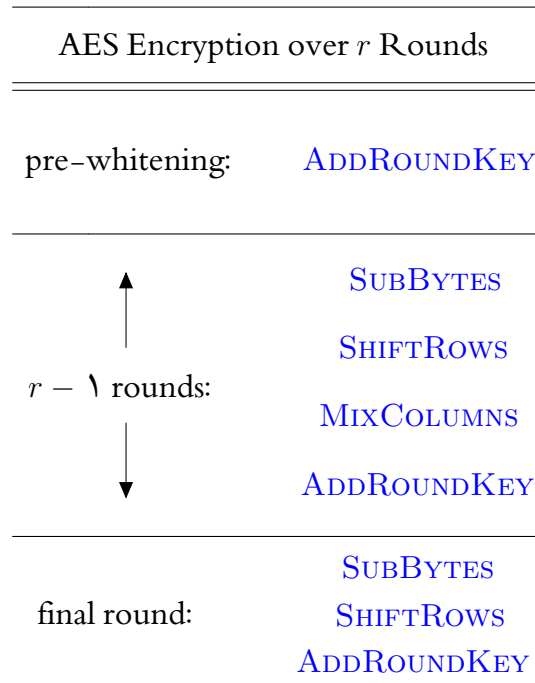 AES Encryption over r Rounds
pre-whitening: ADDROUNDKEY
SUBBYTES
SHIFTROWS
r − ١ rounds:
MIXCOLUMNS
ADDROUNDKEY
SUBBYTES
final round: SHIFTROWS
ADDROUNDKEY